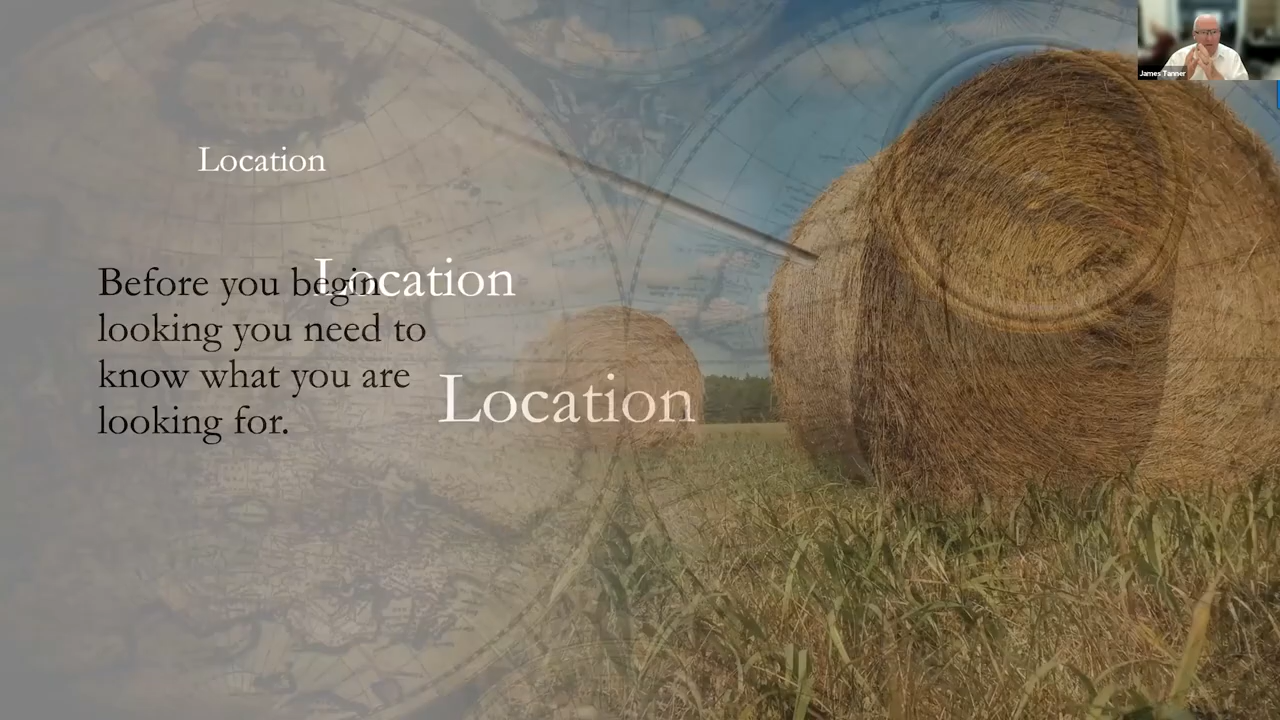 James Tanner
Location
Location
Before you begin
looking you need to
know what you are
looking for.
Location